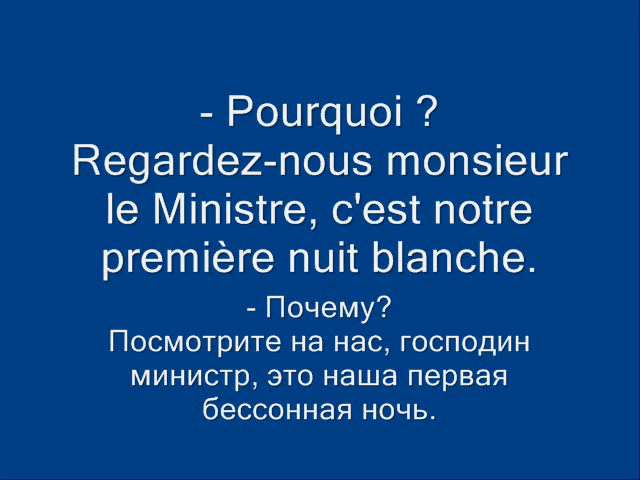 - Pourquoi ?
Regardez-nous monsieur
le Ministre, c'est notre
première nuit blanche.
- Почему?
Посмотрите на нас, господин
министр, это наша первая
бессонная ночь.